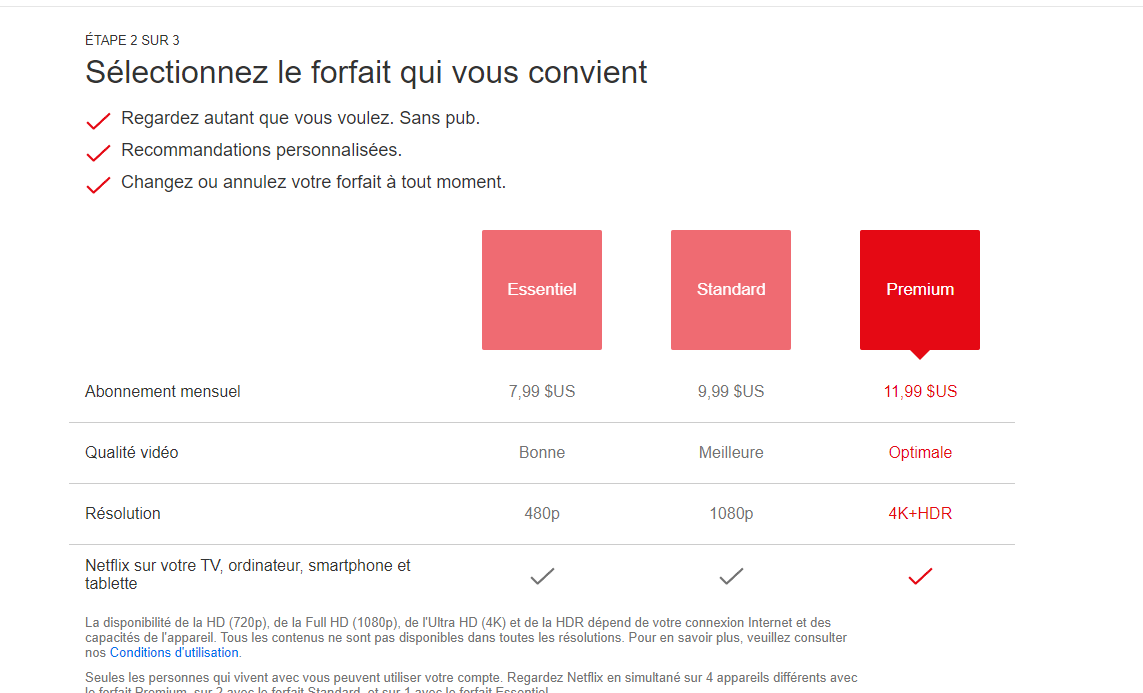 ÉTAPE 2 SUR 3
Sélectionnez le forfait qui vous convient
Regardez autant que vous voulez. Sans pub.
Recommandations personnalisées.
Changez ou annulez votre forfait à tout moment.
Essentiel Standard Premium
Abonnement mensuel 7,99 $US 9,99 $US 11,99 $US
Qualité vidéo Bonne Meilleure Optimale
Résolution 480p 1080p 4K+HDR
Netflix sur votre TV, ordinateur, smartphone et
tablette
La disponibilité de la HD (720p), de la Full HD (1080p), de l'Ultra HD (4K) et de la HDR dépend de votre connexion Internet et des
capacités de l'appareil. Tous les contenus ne sont pas disponibles dans toutes les résolutions. Pour en savoir plus, veuillez consulter
nos Conditions d'utilisation.
Seules les personnes qui vivent avec vous peuvent utiliser votre compte. Regardez Netflix en simultané sur 4 appareils différents avec
le forfait Premium, sur 2 avec le forfait Standard, et sur 1 avec le forfait Essentiel.